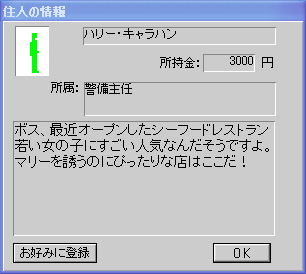 住人の情報
ハリー・キャラハン
所持金: 3000 円
所属: 警備主任
ボス、最近オープンしたシーフードレストラン
若い女の子にすごい人気なんだそうですよ。
マリーを誘うのにぴったりな店はここだ！
お好みに登録
OK